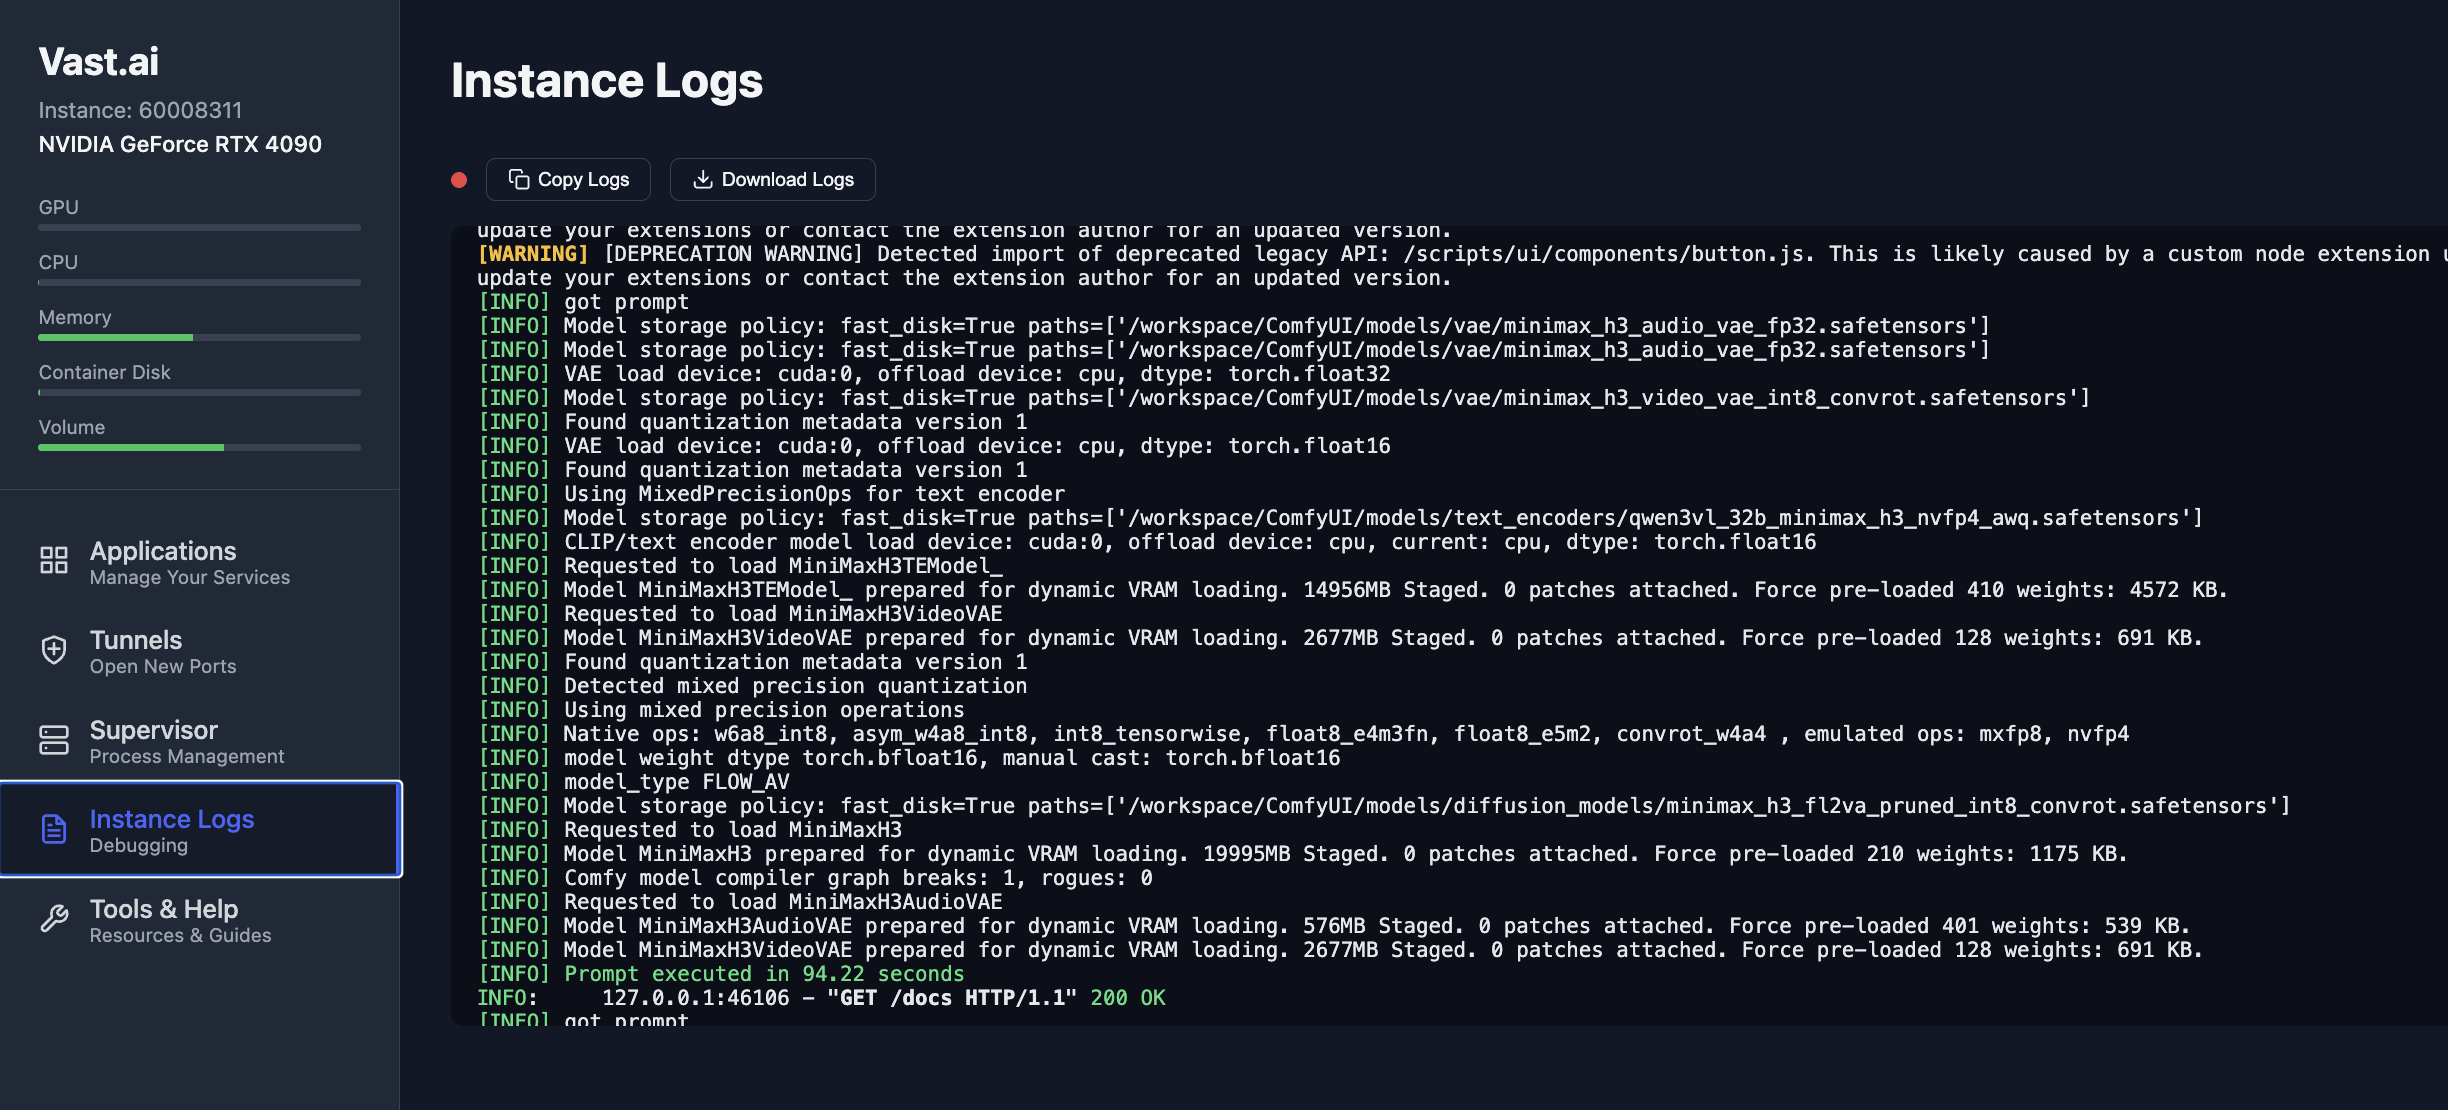 Vast.ai
Instance: 60008311
NVIDIA GeForce RTX 4090
GPU
CPU
Memory
Container Disk
Volume
Applications
Manage Your Services
Tunnels
Open New Ports
Supervisor
Process Management
Instance Logs
Debugging
Tools & Help
Resources & Guides
Instance Logs
Copy Logs
Download Logs
update your extensions or contact the extension author for an updated version.
[WARNING] [DEPRECATION WARNING] Detected import of deprecated legacy API: /scripts/ui/components/button.js. This is likely caused by a custom node extension
update your extensions or contact the extension author for an updated version.
[INFO] got prompt
[INFO] Model storage policy: fast_disk=True paths=['/workspace/ComfyUI/models/vae/minimax_h3_audio_vae_fp32.safetensors']
[INFO] Model storage policy: fast_disk=True paths=['/workspace/ComfyUI/models/vae/minimax_h3_audio_vae_fp32.safetensors']
[INFO] VAE load device: cuda:0, offload device: cpu, dtype: torch.float32
[INFO] Model storage policy: fast_disk=True paths=['/workspace/ComfyUI/models/vae/minimax_h3_video_vae_int8_convrot.safetensors']
[INFO] Found quantization metadata version 1
[INFO] VAE load device: cuda:0, offload device: cpu, dtype: torch.float16
[INFO] Found quantization metadata version 1
[INFO] Using MixedPrecisionOps for text encoder
[INFO] Model storage policy: fast_disk=True paths=['/workspace/ComfyUI/models/text_encoders/qwen3vl_32b_minimax_h3_nvfp4_awq.safetensors']
[INFO] CLIP/text encoder model load device: cuda:0, offload device: cpu, current: cpu, dtype: torch.float16
[INFO] Requested to load MiniMaxH3TEModel_
[INFO] Model MiniMaxH3TEModel_ prepared for dynamic VRAM loading. 14956MB Staged. 0 patches attached. Force pre-loaded 410 weights: 4572 KB.
[INFO] Requested to load MiniMaxH3VideoVAE
[INFO] Model MiniMaxH3VideoVAE prepared for dynamic VRAM loading. 2677MB Staged. 0 patches attached. Force pre-loaded 128 weights: 691 KB.
[INFO] Found quantization metadata version 1
[INFO] Detected mixed precision quantization
[INFO] Using mixed precision operations
[INFO] Native ops: w6a8_int8, asym_w4a8_int8, int8_tensorwise, float8_e4m3fn, float8_e5m2, convrot_w4a4 , emulated ops: mxfp8, nvfp4
[INFO] model weight dtype torch.bfloat16, manual cast: torch.bfloat16
[INFO] model_type FLOW_AV
[INFO] Model storage policy: fast_disk=True paths=['/workspace/ComfyUI/models/diffusion_models/minimax_h3_fl2va_pruned_int8_convrot.safetensors']
[INFO] Requested to load MiniMaxH3
[INFO] Model MiniMaxH3 prepared for dynamic VRAM loading. 19995MB Staged. 0 patches attached. Force pre-loaded 210 weights: 1175 KB.
[INFO] Comfy model compiler graph breaks: 1, rogues: 0
[INFO] Requested to load MiniMaxH3AudioVAE
[INFO] Model MiniMaxH3AudioVAE prepared for dynamic VRAM loading. 576MB Staged. 0 patches attached. Force pre-loaded 401 weights: 539 KB.
[INFO] Model MiniMaxH3VideoVAE prepared for dynamic VRAM loading. 2677MB Staged. 0 patches attached. Force pre-loaded 128 weights: 691 KB.
[INFO] Prompt executed in 94.22 seconds
INFO:     127.0.0.1:46106 - "GET /docs HTTP/1.1" 200 OK
[INFO] got prompt